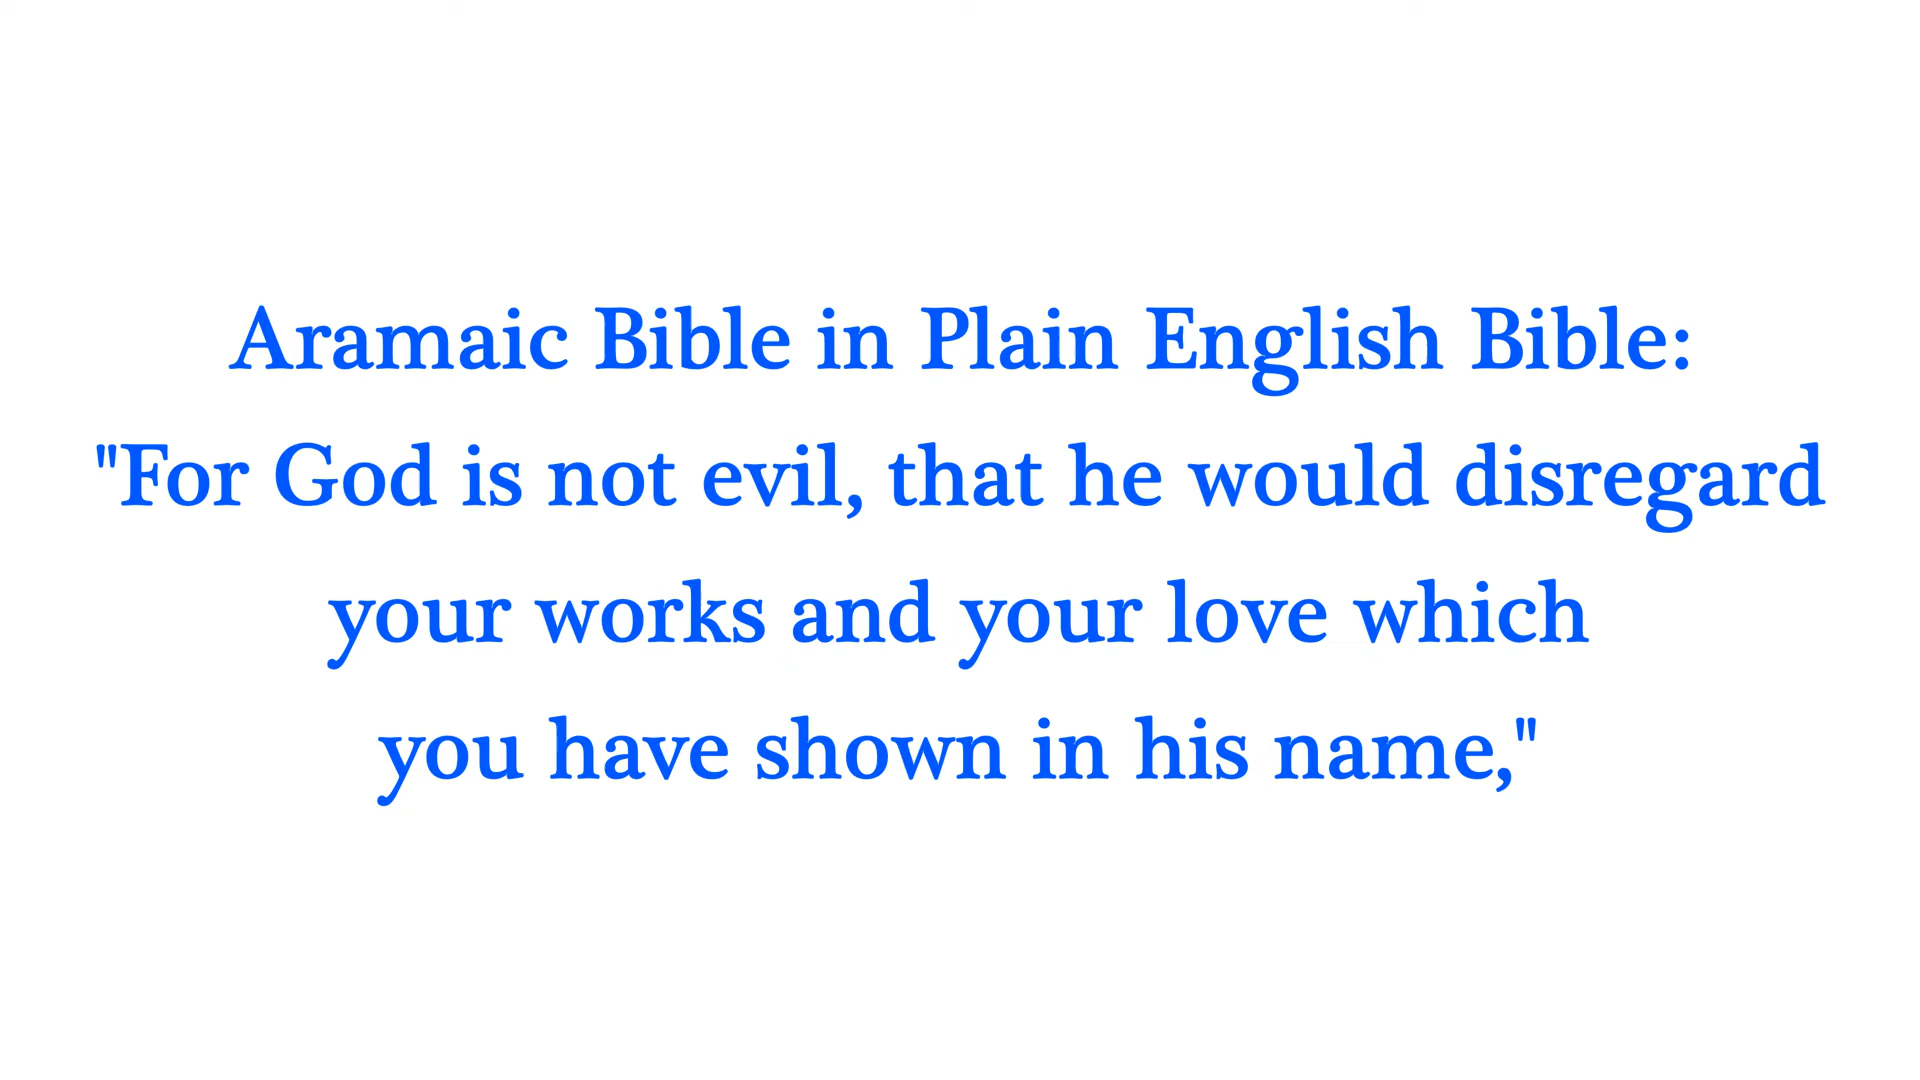 Aramaic Bible in Plain English Bible:
"For God is not evil, that he would disregard
your works and your love which
you have shown in his name,"